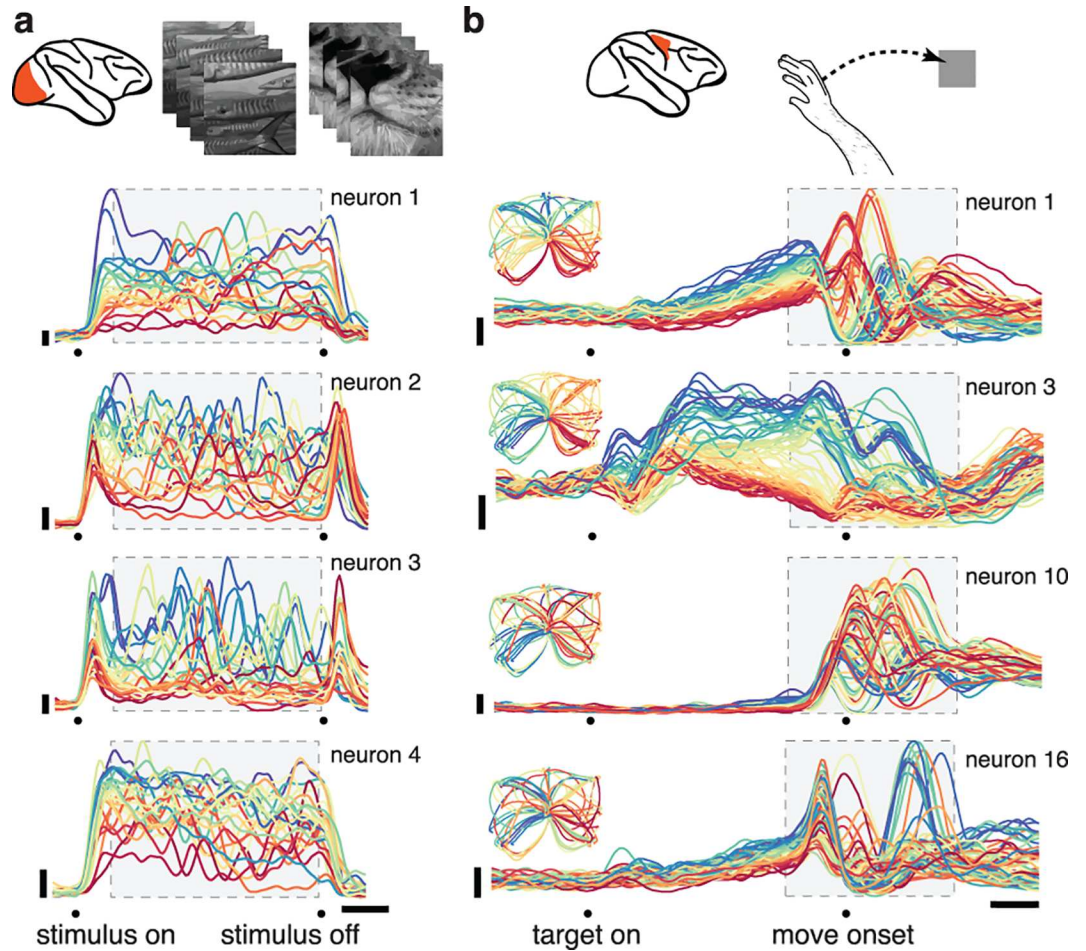 a
b
neuron 1
neuron 2
neuron 3
neuron 4
stimulus on
stimulus off
neuron 1
neuron 3
neuron 10
neuron 16
target on
move onset